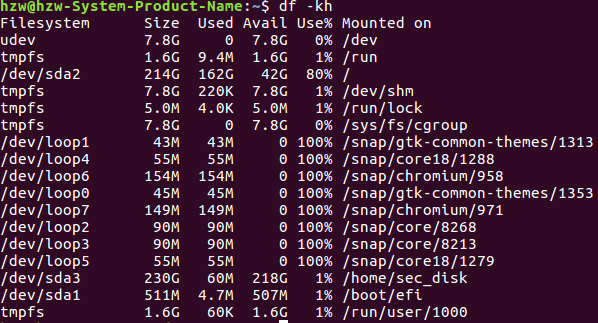 hzw@hzw-System-Product-Name:~$ df -kh
Filesystem      Size  Used Avail Use% Mounted on
udev            7.8G     0  7.8G   0% /dev
tmpfs           1.6G  9.4M  1.6G   1% /run
/dev/sda2       214G  162G   42G  80% /
tmpfs           7.8G  220K  7.8G   1% /dev/shm
tmpfs           5.0M  4.0K  5.0M   1% /run/lock
tmpfs           7.8G     0  7.8G   0% /sys/fs/cgroup
/dev/loop1       43M   43M     0 100% /snap/gtk-common-themes/1313
/dev/loop4       55M   55M     0 100% /snap/core18/1288
/dev/loop6      154M  154M     0 100% /snap/chromium/958
/dev/loop0       45M   45M     0 100% /snap/gtk-common-themes/1353
/dev/loop7      149M  149M     0 100% /snap/chromium/971
/dev/loop2       90M   90M     0 100% /snap/core/8268
/dev/loop3       90M   90M     0 100% /snap/core/8213
/dev/loop5       55M   55M     0 100% /snap/core18/1279
/dev/sda3       230G   60M  218G   1% /home/sec_disk
/dev/sda1       511M  4.7M  507M   1% /boot/efi
tmpfs           1.6G   60K  1.6G   1% /run/user/1000